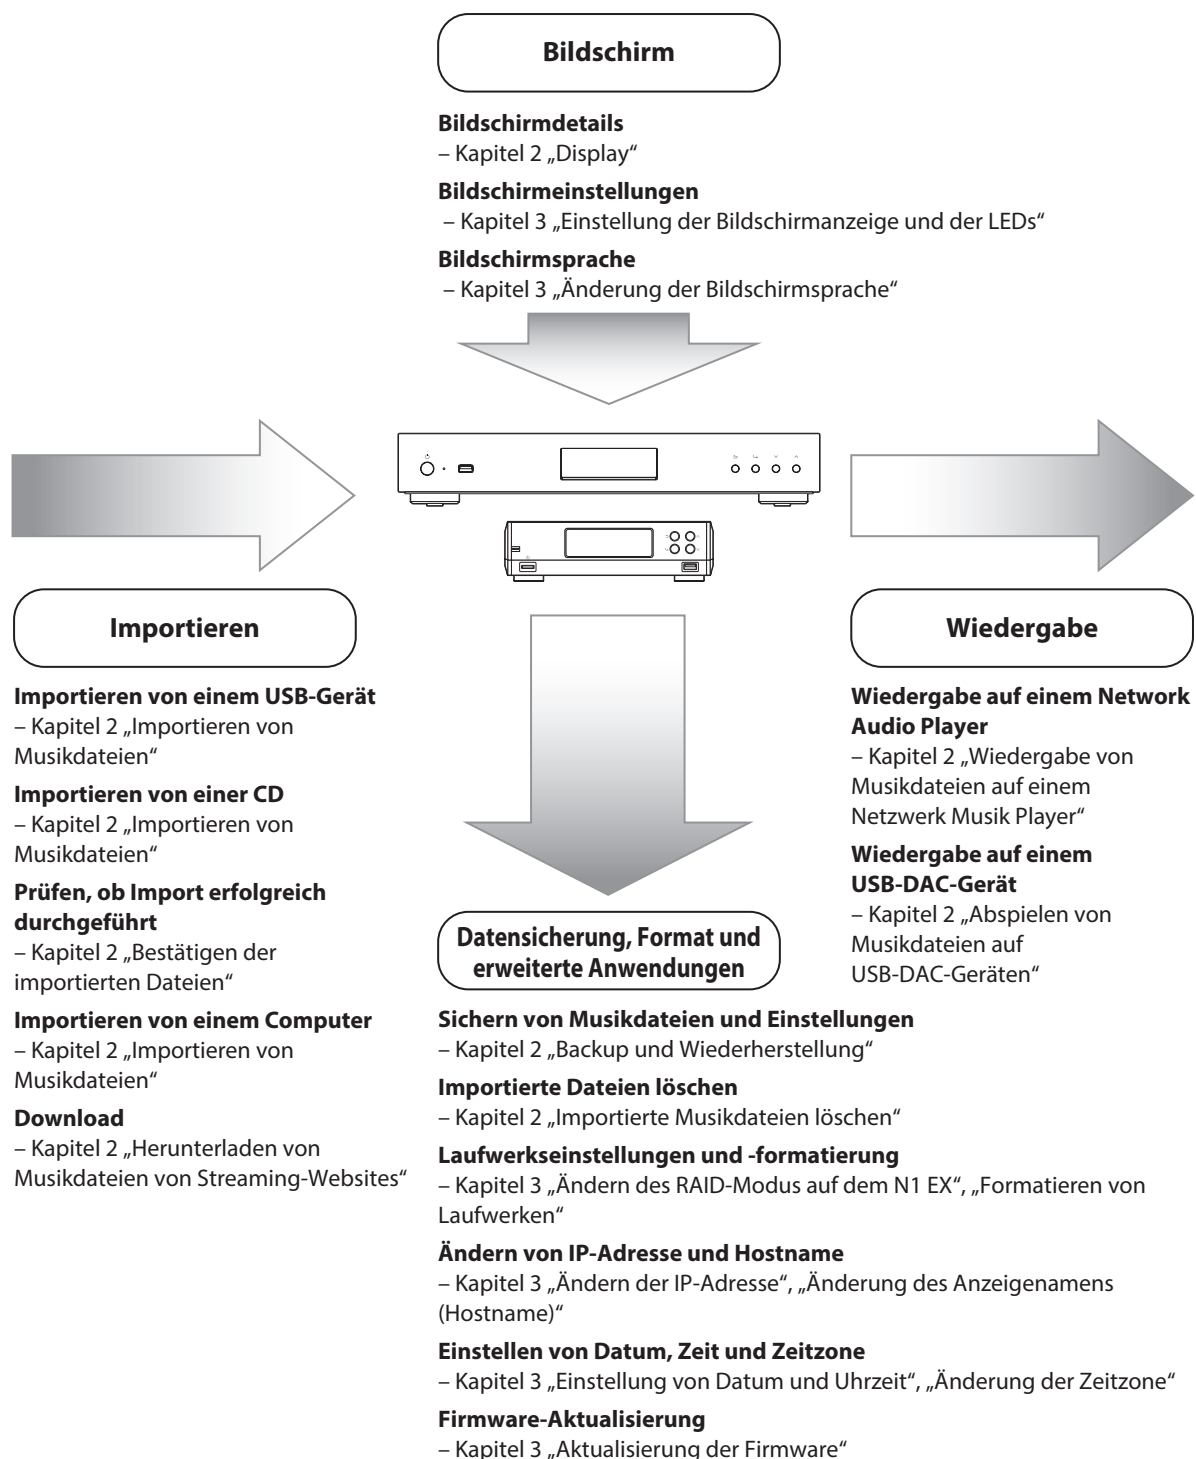 Bildschirm
Bildschirmdetails
– Kapitel 2 „Display“
Bildschirmeinstellungen
– Kapitel 3 „Einstellung der Bildschirmanzeige und der LEDs“
Bildschirmsprache
– Kapitel 3 „Änderung der Bildschirmsprache“
Importieren
Importieren von einem USB-Gerät
– Kapitel 2 „Importieren von
Musikdateien“
Importieren von einer CD
– Kapitel 2 „Importieren von
Musikdateien“
Prüfen, ob Import erfolgreich
durchgeführt
– Kapitel 2 „Bestätigen der
importierten Dateien“
Importieren von einem Computer
– Kapitel 2 „Importieren von
Musikdateien“
Download
– Kapitel 2 „Herunterladen von
Musikdateien von Streaming-Websites“
Wiedergabe
Wiedergabe auf einem Network
Audio Player
– Kapitel 2 „Wiedergabe von
Musikdateien auf einem
Netzwerk Musik Player“
Wiedergabe auf einem
USB-DAC-Gerät
– Kapitel 2 „Abspielen von
Musikdateien auf
USB-DAC-Geräten“
Datensicherung, Format und
erweiterte Anwendungen
Sichern von Musikdateien und Einstellungen
– Kapitel 2 „Backup und Wiederherstellung“
Importierte Dateien löschen
– Kapitel 2 „Importierte Musikdateien löschen“
Laufwerkseinstellungen und -formatierung
– Kapitel 3 „Ändern des RAID-Modus auf dem N1 EX“, „Formatieren von
Laufwerken“
Ändern von IP-Adresse und Hostname
– Kapitel 3 „Ändern der IP-Adresse“, „Änderung des Anzeigenamens
(Hostname)“
Einstellen von Datum, Zeit und Zeitzone
– Kapitel 3 „Einstellung von Datum und Uhrzeit“, „Änderung der Zeitzone“
Firmware-Aktualisierung
– Kapitel 3 „Aktualisierung der Firmware“